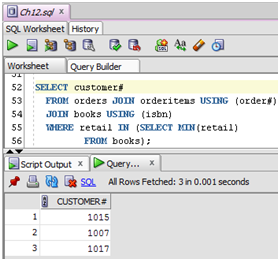 Ch12.sql
SQL Worksheet History
Worksheet Query Builder
51
52 SELECT customer#
53 FROM orders JOIN orderitems USING (order#)
54 JOIN books USING (isbn)
55 WHERE retail IN (SELECT MIN(retail)
56 FROM books);
Script Output Query...
SQL All Rows Fetched: 3 in 0.001 seconds
CUSTOMER#
1 1015
2 1007
3 1017